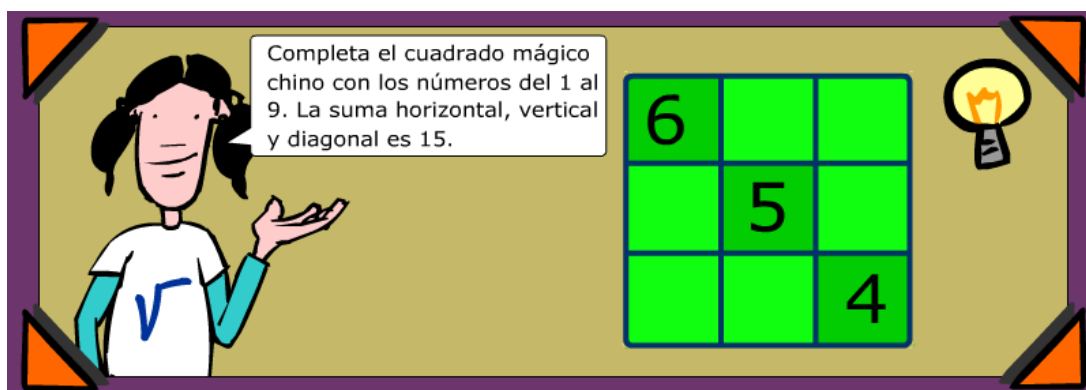 Completa el cuadrado mágico
chino con los números del 1 al
9. La suma horizontal, vertical
y diagonal es 15.
6
5
4
√